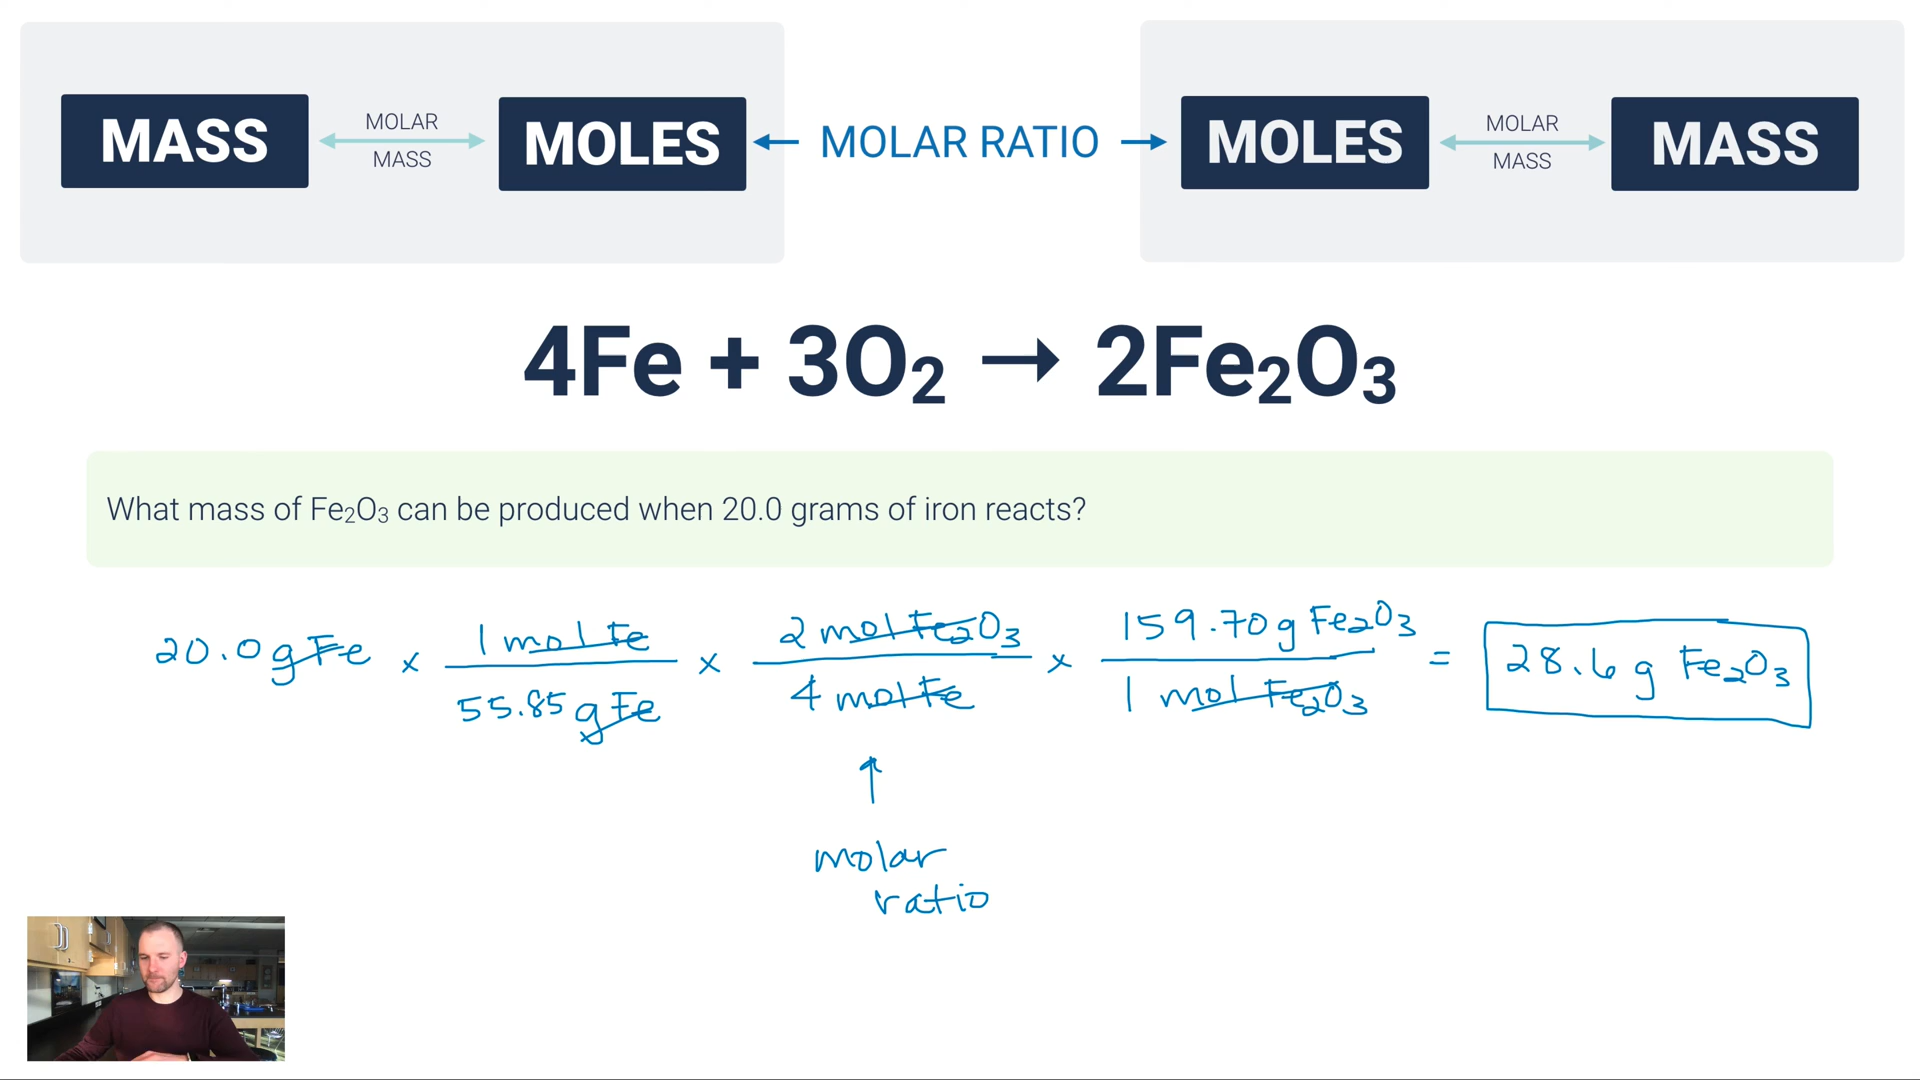 MASS MOLAR MASS MOLES MOLAR RATIO MOLES MOLAR MASS MASS
4Fe + 3O₂ → 2Fe₂O₃
What mass of Fe₂O₃ can be produced when 20.0 grams of iron reacts?
20.0 g Fe × 1 mol Fe / 55.85 g Fe × 2 mol Fe₂O₃ / 4 mol Fe × 159.70 g Fe₂O₃ / 1 mol Fe₂O₃ = 28.6 g Fe₂O₃
↑
molar
ratio